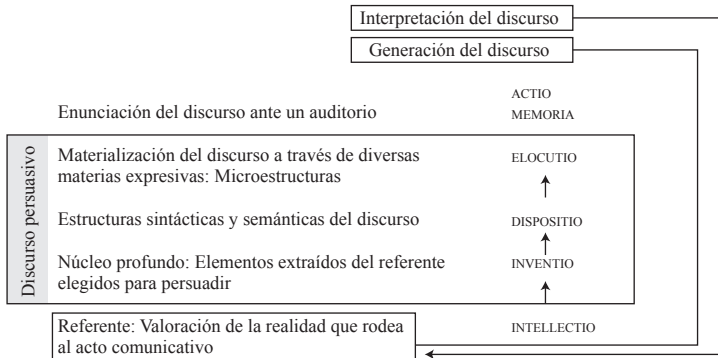 Interpretación del discurso
Generación del discurso
ACTIO
Enunciación del discurso ante un auditorio MEMORIA
Discurso persuasivo
Materialización del discurso a través de diversas ELOCUTIO
materias expresivas: Microestructuras
Estructuras sintácticas y semánticas del discurso DISPOSITIO
Núcleo profundo: Elementos extraídos del referente INVENTIO
elegidos para persuadir
Referente: Valoración de la realidad que rodea INTELLECTIO
al acto comunicativo